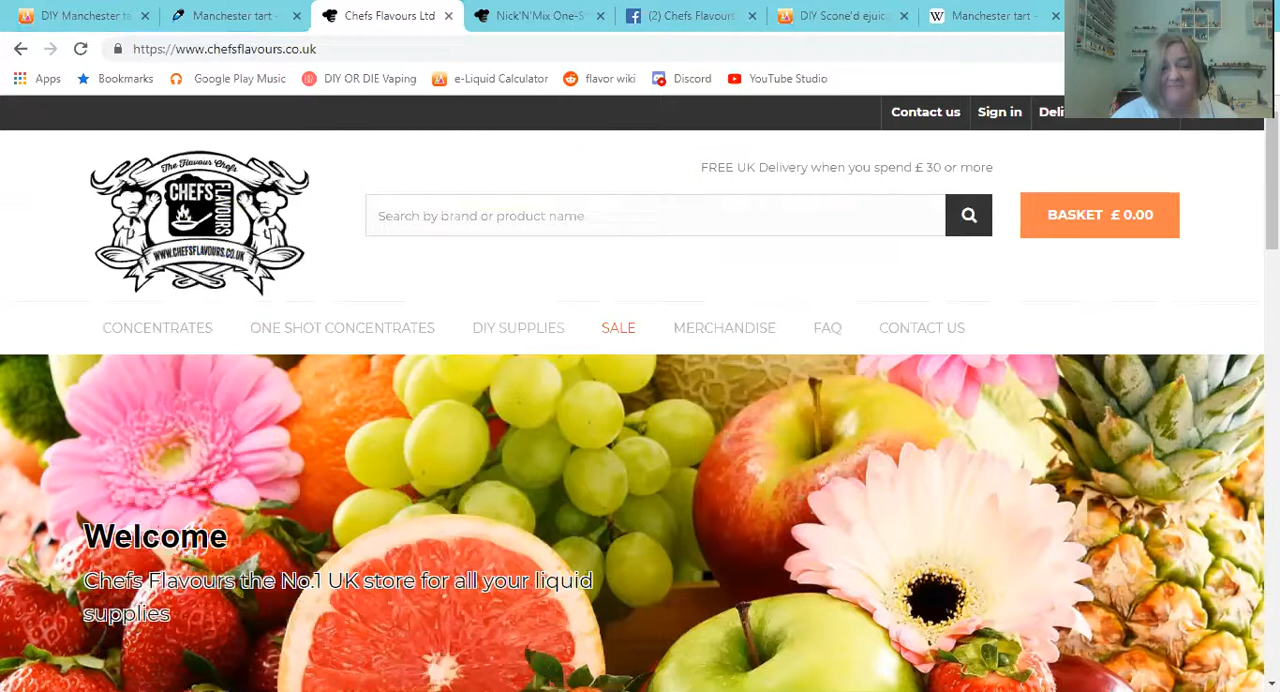 DIY Manchester ta
Manchester tart -
Chefs Flavours Ltd
Nick'N'Mix One-S
(2) Chefs Flavours
DIY Scone'd ejuic
Manchester tart -
https://www.chefsflavours.co.uk
Apps
Bookmarks
Google Play Music
DIY OR DIE Vaping
e-Liquid Calculator
flavor wiki
Discord
YouTube Studio
Contact us
Sign in
Deli
The Flavour Chefs
CHEFS
FLAVOURS
WWW.CHEFSFLAVOURS.CO.UK
FREE UK Delivery when you spend £ 30 or more
Search by brand or product name
BASKET £ 0.00
CONCENTRATES
ONE SHOT CONCENTRATES
DIY SUPPLIES
SALE
MERCHANDISE
FAQ
CONTACT US
Welcome
Chefs Flavours the No.1 UK store for all your liquid
supplies